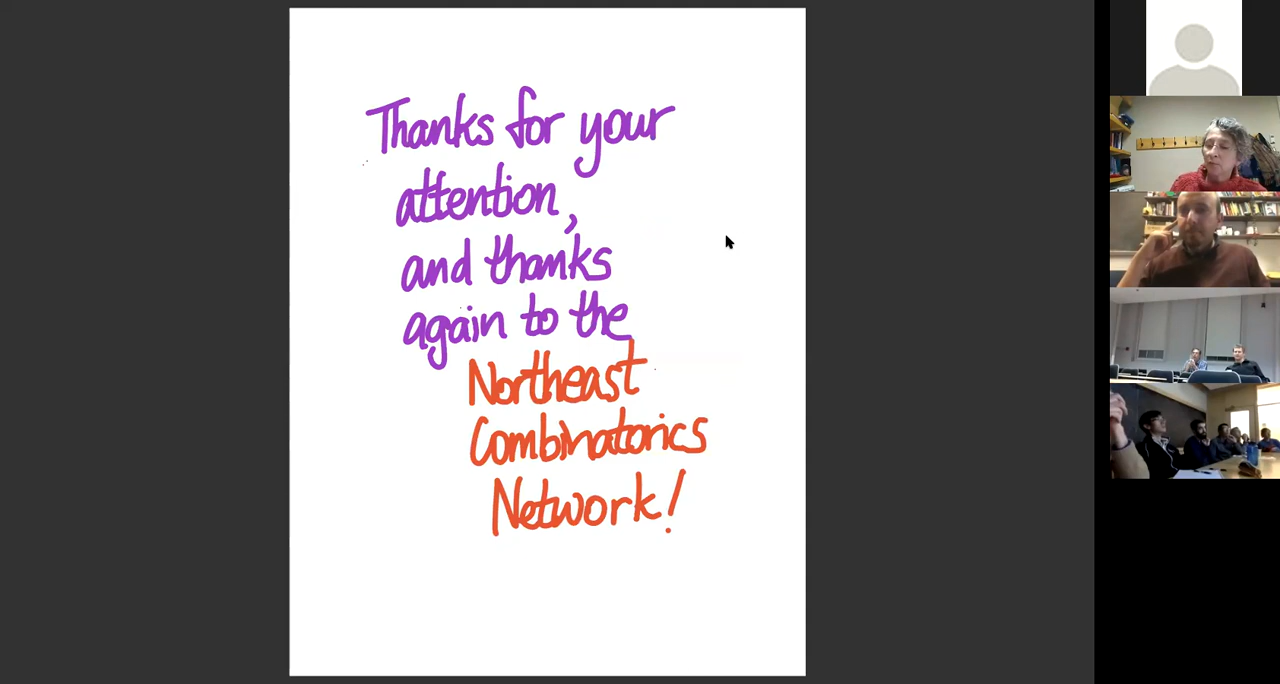 Thanks for your
attention,
and thanks
again to the
Northeast
Combinatorics
Network!